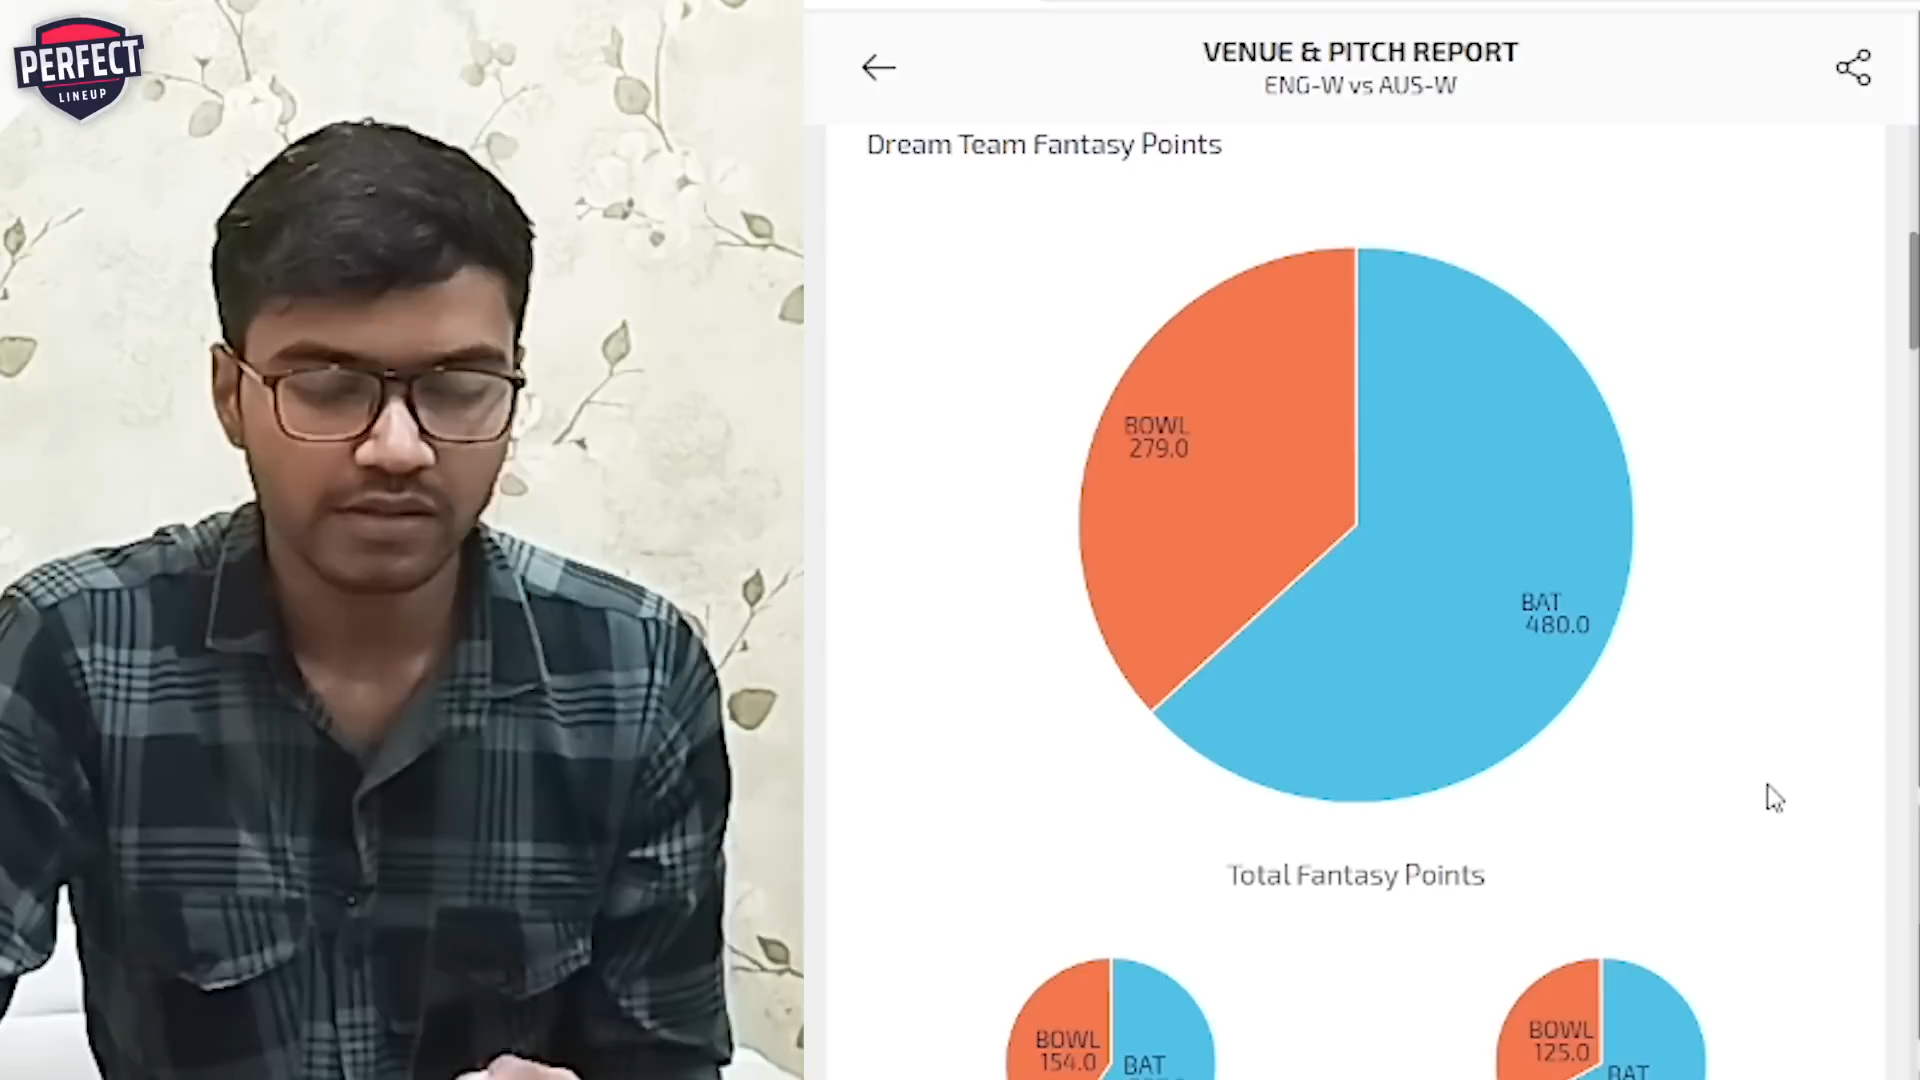 PERFECT
LINEUP
VENUE & PITCH REPORT
ENG-W vs AUS-W
Dream Team Fantasy Points
BOWL
279.0
BAT
480.0
Total Fantasy Points
BOWL
154.0
BAT
BOWL
125.0
BAT